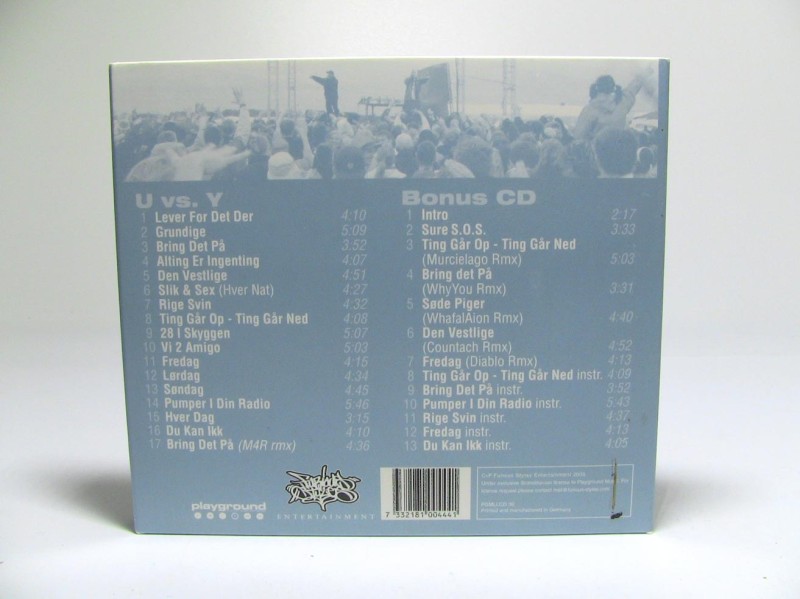 U vs. Y
1 Lever For Det Der 4:10
2 Grundige 5:09
3 Bring Det På 3:52
4 Alting Er Ingenting 4:07
5 Den Vestlige 4:51
6 Slik & Sex (Hver Nat) 4:27
7 Rige Svin 4:32
8 Ting Går Op - Ting Går Ned 4:08
9 28 I Skyggen 5:07
10 Vi 2 Amigo 5:03
11 Fredag 4:15
12 Lørdag 4:34
13 Søndag 4:45
14 Pumper I Din Radio 5:46
15 Hver Dag 3:15
16 Du Kan Ikk 4:10
17 Bring Det På (M4R rmx) 4:36
Bonus CD
1 Intro 2:17
2 Sure S.O.S. 3:33
3 Ting Går Op - Ting Går Ned
(Murcielago Rmx) 5:03
4 Bring det På
(WhyYou Rmx) 3:31
5 Søde Piger
(WhafalAion Rmx) 4:40
6 Den Vestlige
(Countach Rmx) 4:52
7 Fredag (Diablo Rmx) 4:13
8 Ting Går Op - Ting Går Ned instr. 4:09
9 Bring Det På instr. 3:52
10 Pumper I Din Radio instr. 5:43
11 Rige Svin instr. 4:37
12 Fredag instr. 4:13
13 Du Kan Ikk instr. 4:05
playground
ENTERTAINMENT
7 332181 004441
Printed and manufactured in Germany